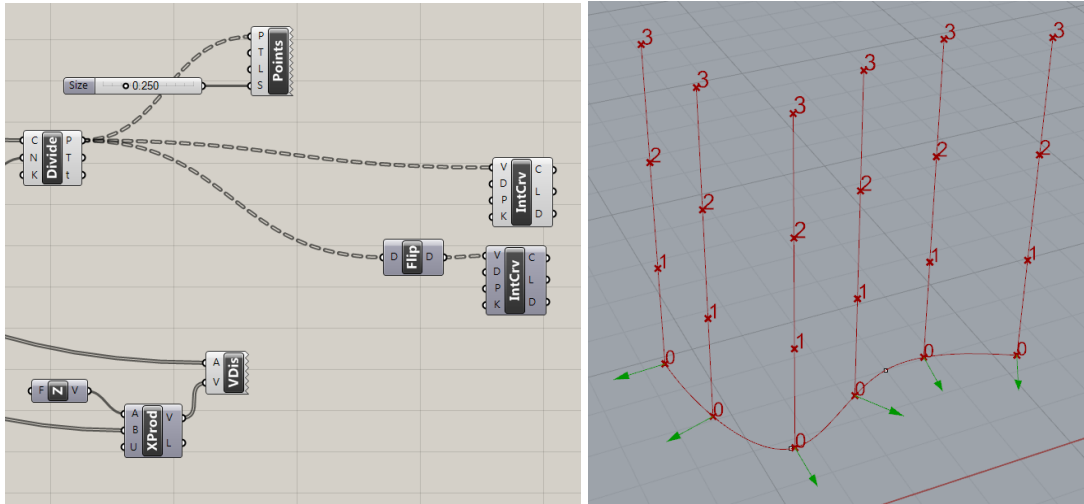 P
T
L
S
Points
Size 0.250
C
N
K
Divide
P
T
t
V
D
P
K
IntCrv
C
L
D
D Flip D
V
D
P
K
IntCrv
C
L
D
A
V
VDis
F Z V
A
B
U
XProd
V
L
3 3 3 3 3 3
2 2 2 2 2 2
1 1 1 1 1 1
0 0 0 0 0 0